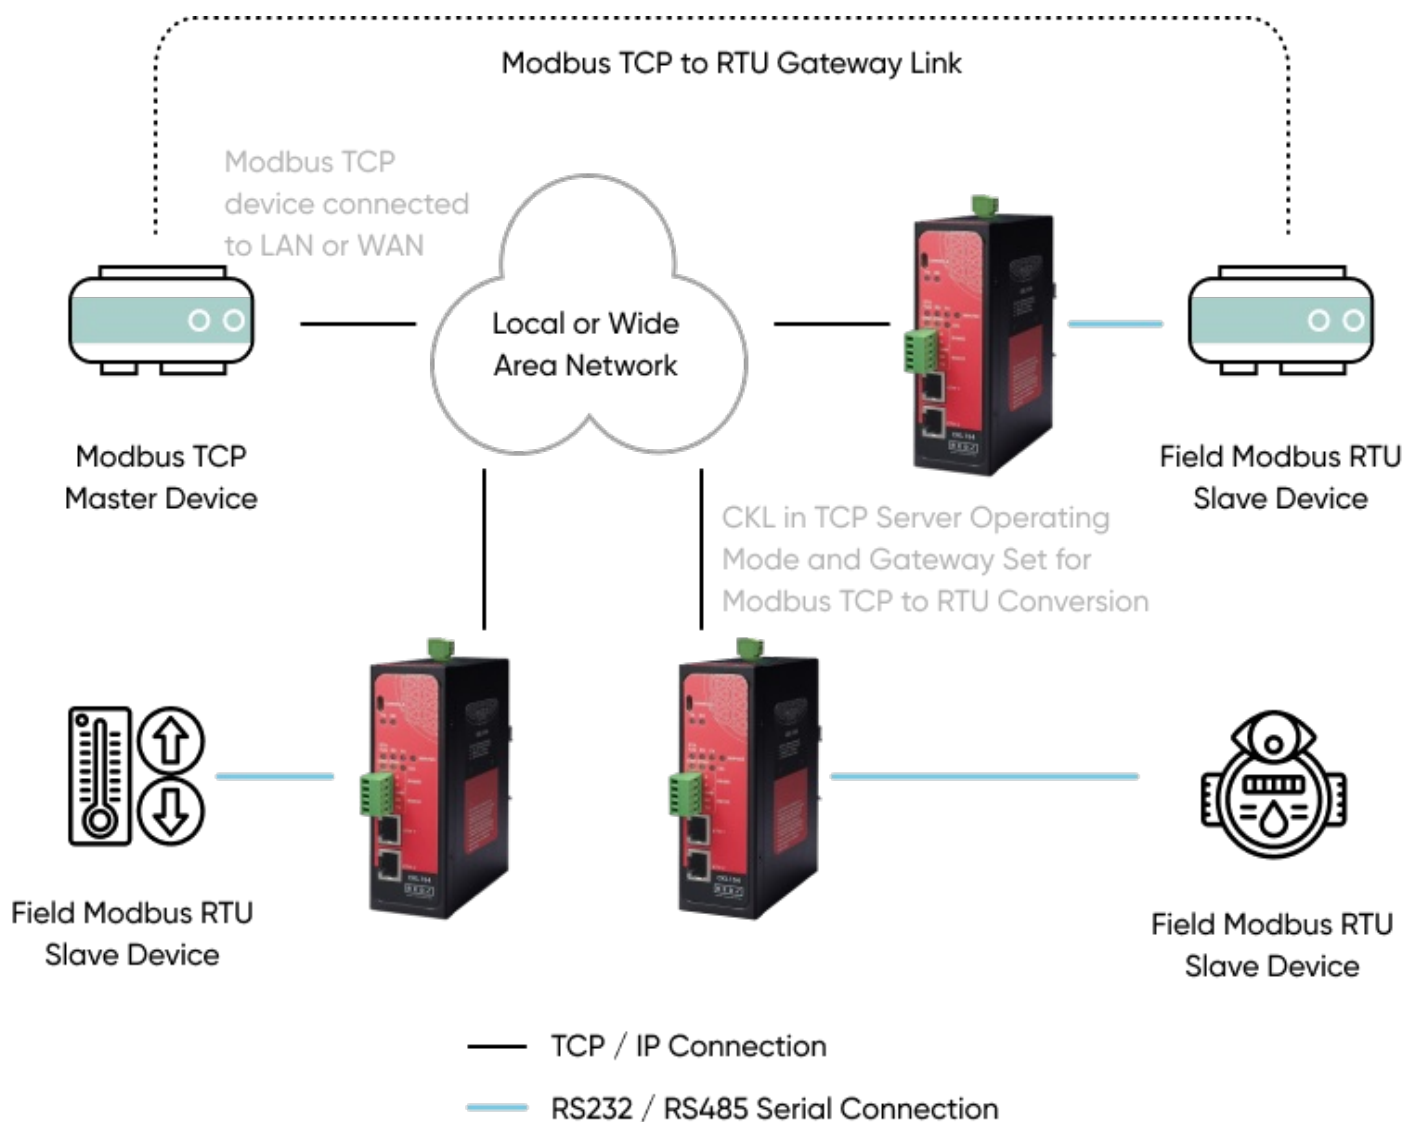 Modbus TCP to RTU Gateway Link
Modbus TCP
device connected
to LAN or WAN
Local or Wide
Area Network
Modbus TCP
Master Device
Field Modbus RTU
Slave Device
CKL in TCP Server Operating
Mode and Gateway Set for
Modbus TCP to RTU Conversion
Field Modbus RTU
Slave Device
Field Modbus RTU
Slave Device
TCP / IP Connection
RS232 / RS485 Serial Connection